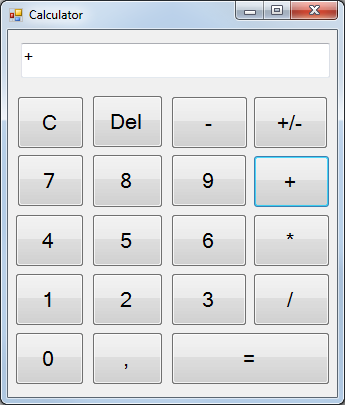 Calculator
+
C Del - +/-
7 8 9 +
4 5 6 *
1 2 3 /
0 , =